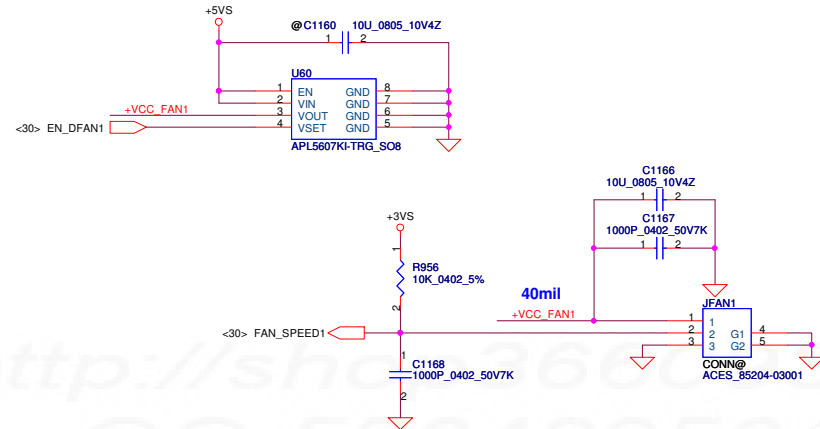 +5VS
@C1160 10U_0805_10V4Z
1 2
U60
1 EN GND 8
2 VIN GND 7
+VCC_FAN1 3 VOUT GND 6
<30> EN_DFAN1 4 VSET GND 5
APL5607KI-TRG_SO8
C1166
10U_0805_10V4Z
1 2
C1167
1000P_0402_50V7K
1 2
+3VS
1
R956
10K_0402_5%
2
40mil
+VCC_FAN1
JFAN1
1 1
<30> FAN_SPEED1 2 2 G1 4
3 3 G2 5
CONN@
ACES_85204-03001
1
C1168
1000P_0402_50V7K
2